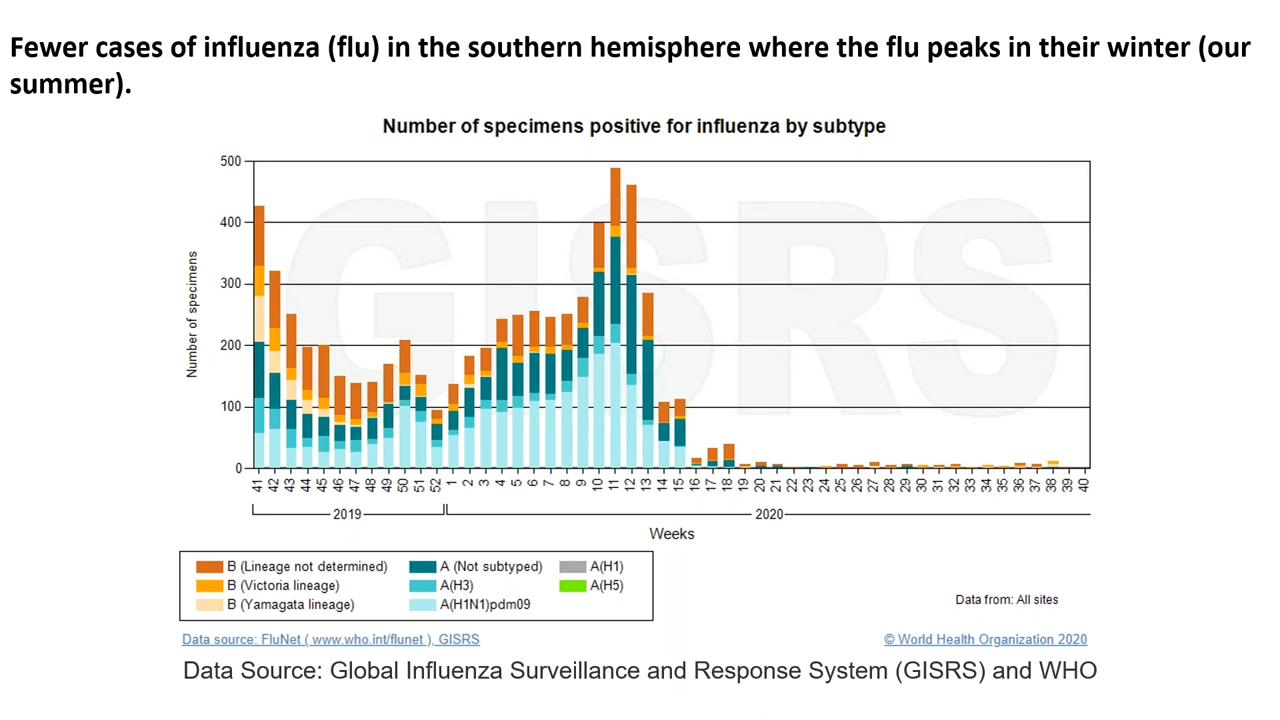 Fewer cases of influenza (flu) in the southern hemisphere where the flu peaks in their winter (our
summer).
Number of specimens positive for influenza by subtype
GISRS
Number of specimens
500
400
300
200
100
0
41 42 43 44 45 46 47 48 49 50 51 52 1 2 3 4 5 6 7 8 9 10 11 12 13 14 15 16 17 18 19 20 21 22 23 24 25 26 27 28 29 30 31 32 33 34 35 36 37 38 39 40
2019 2020
Weeks
B (Lineage not determined) A (Not subtyped) A(H1)
B (Victoria lineage) A(H3) A(H5)
B (Yamagata lineage) A(H1N1)pdm09
Data from: All sites
Data source: FluNet ( www.who.int/flunet ), GISRS © World Health Organization 2020
Data Source: Global Influenza Surveillance and Response System (GISRS) and WHO